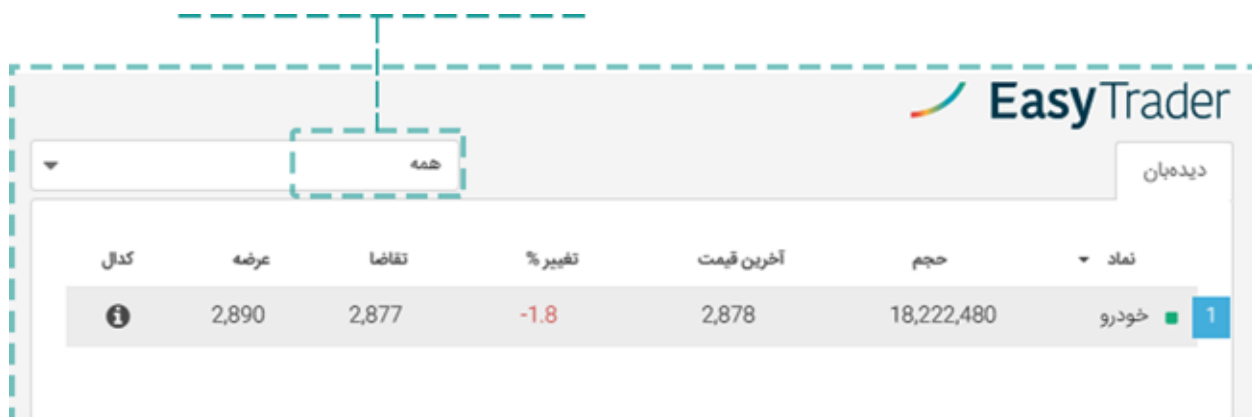 EasyTrader
دیده‌بان
همه
نماد حجم آخرین قیمت تغییر % تقاضا عرضه کدال
1 خودرو 18,222,480 2,878 -1.8 2,877 2,890